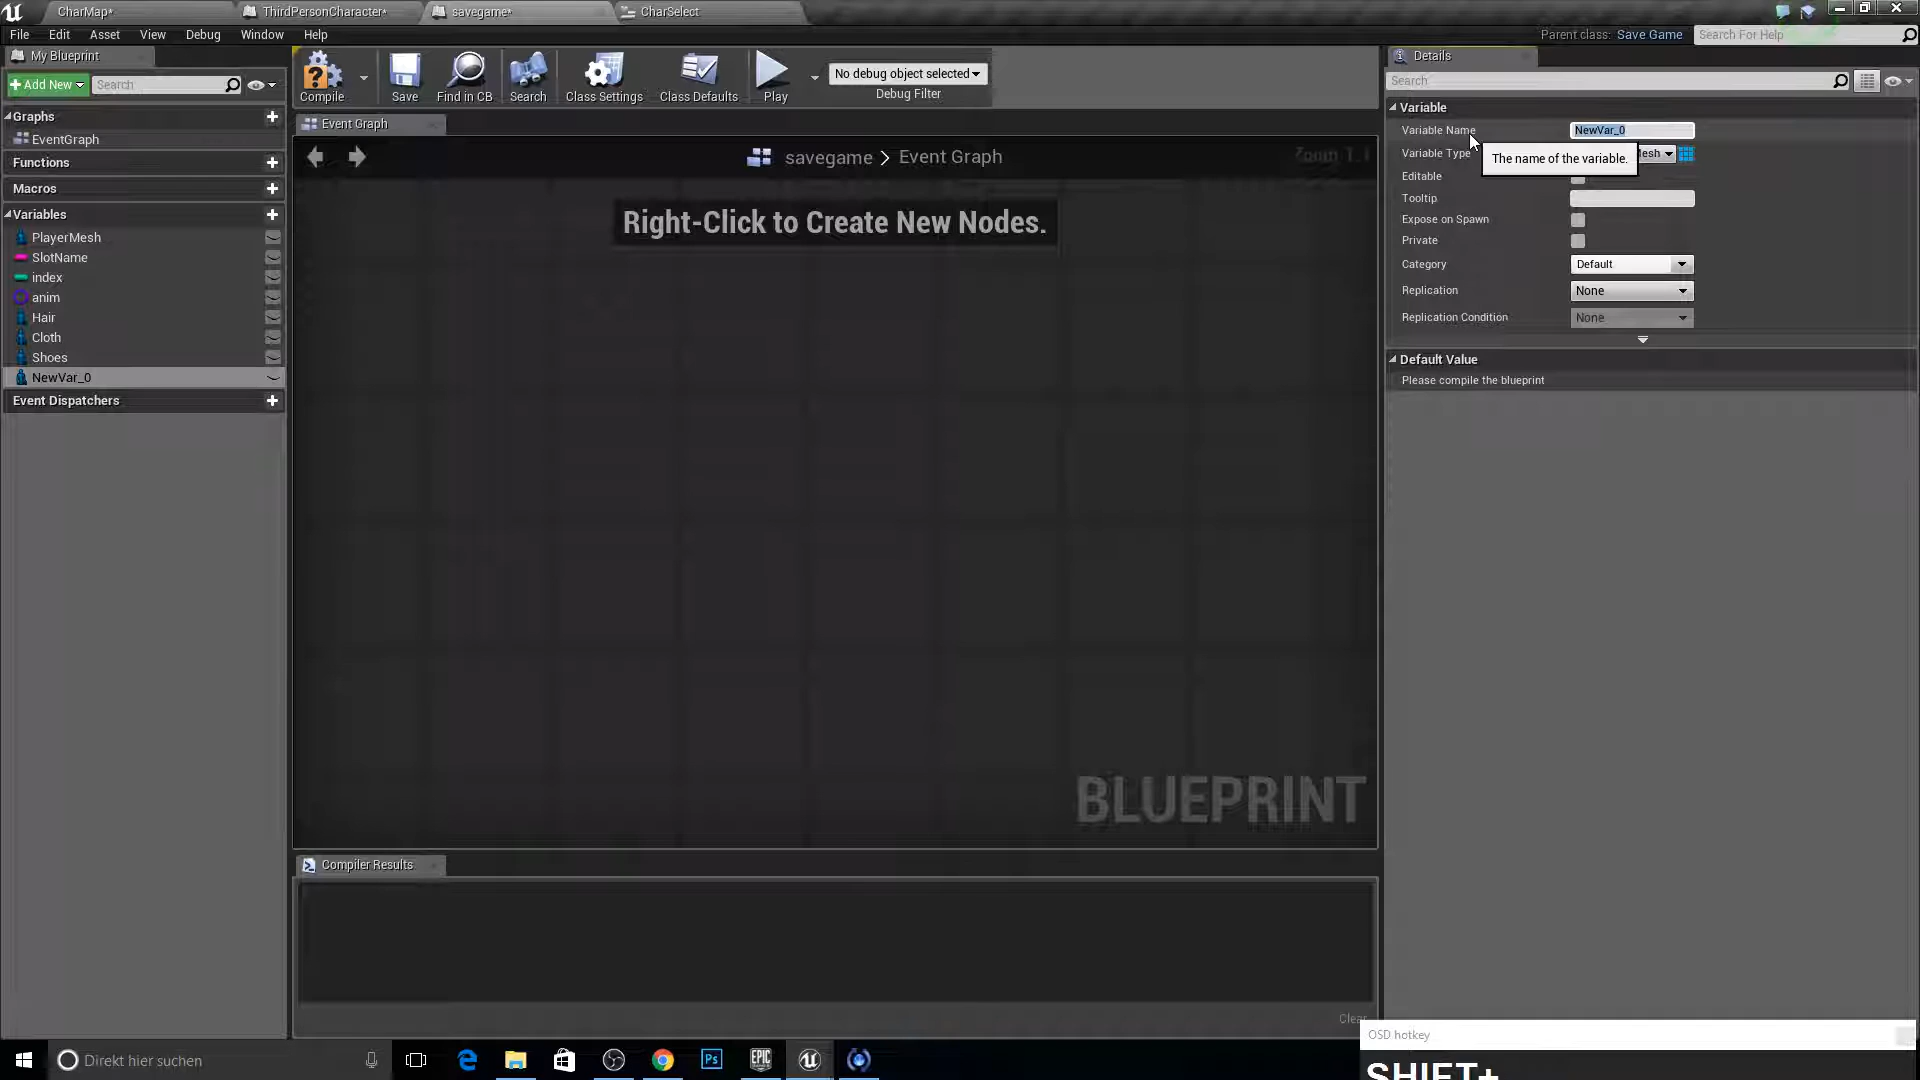 CharMap*
ThirdPersonCharacter*
savegame*
CharSelect
File Edit Asset View Debug Window Help
Parent class: Save Game
Search For Help
My Blueprint
Add New
Search
Graphs
EventGraph
Functions
Macros
Variables
PlayerMesh
SlotName
index
anim
Hair
Cloth
Shoes
NewVar_0
Event Dispatchers
Compile
Save
Find in CB
Search
Class Settings
Class Defaults
Play
No debug object selected
Debug Filter
Event Graph
savegame > Event Graph
Zoom 1:1
Right-Click to Create New Nodes.
BLUEPRINT
Compiler Results
Clear
Details
Search
Variable
Variable Name NewVar_0
Variable Type
The name of the variable.
Editable
Tooltip
Expose on Spawn
Private
Category Default
Replication None
Replication Condition None
Default Value
Please compile the blueprint
OSD hotkey
SHIFT+
Direkt hier suchen
Ps
EPIC